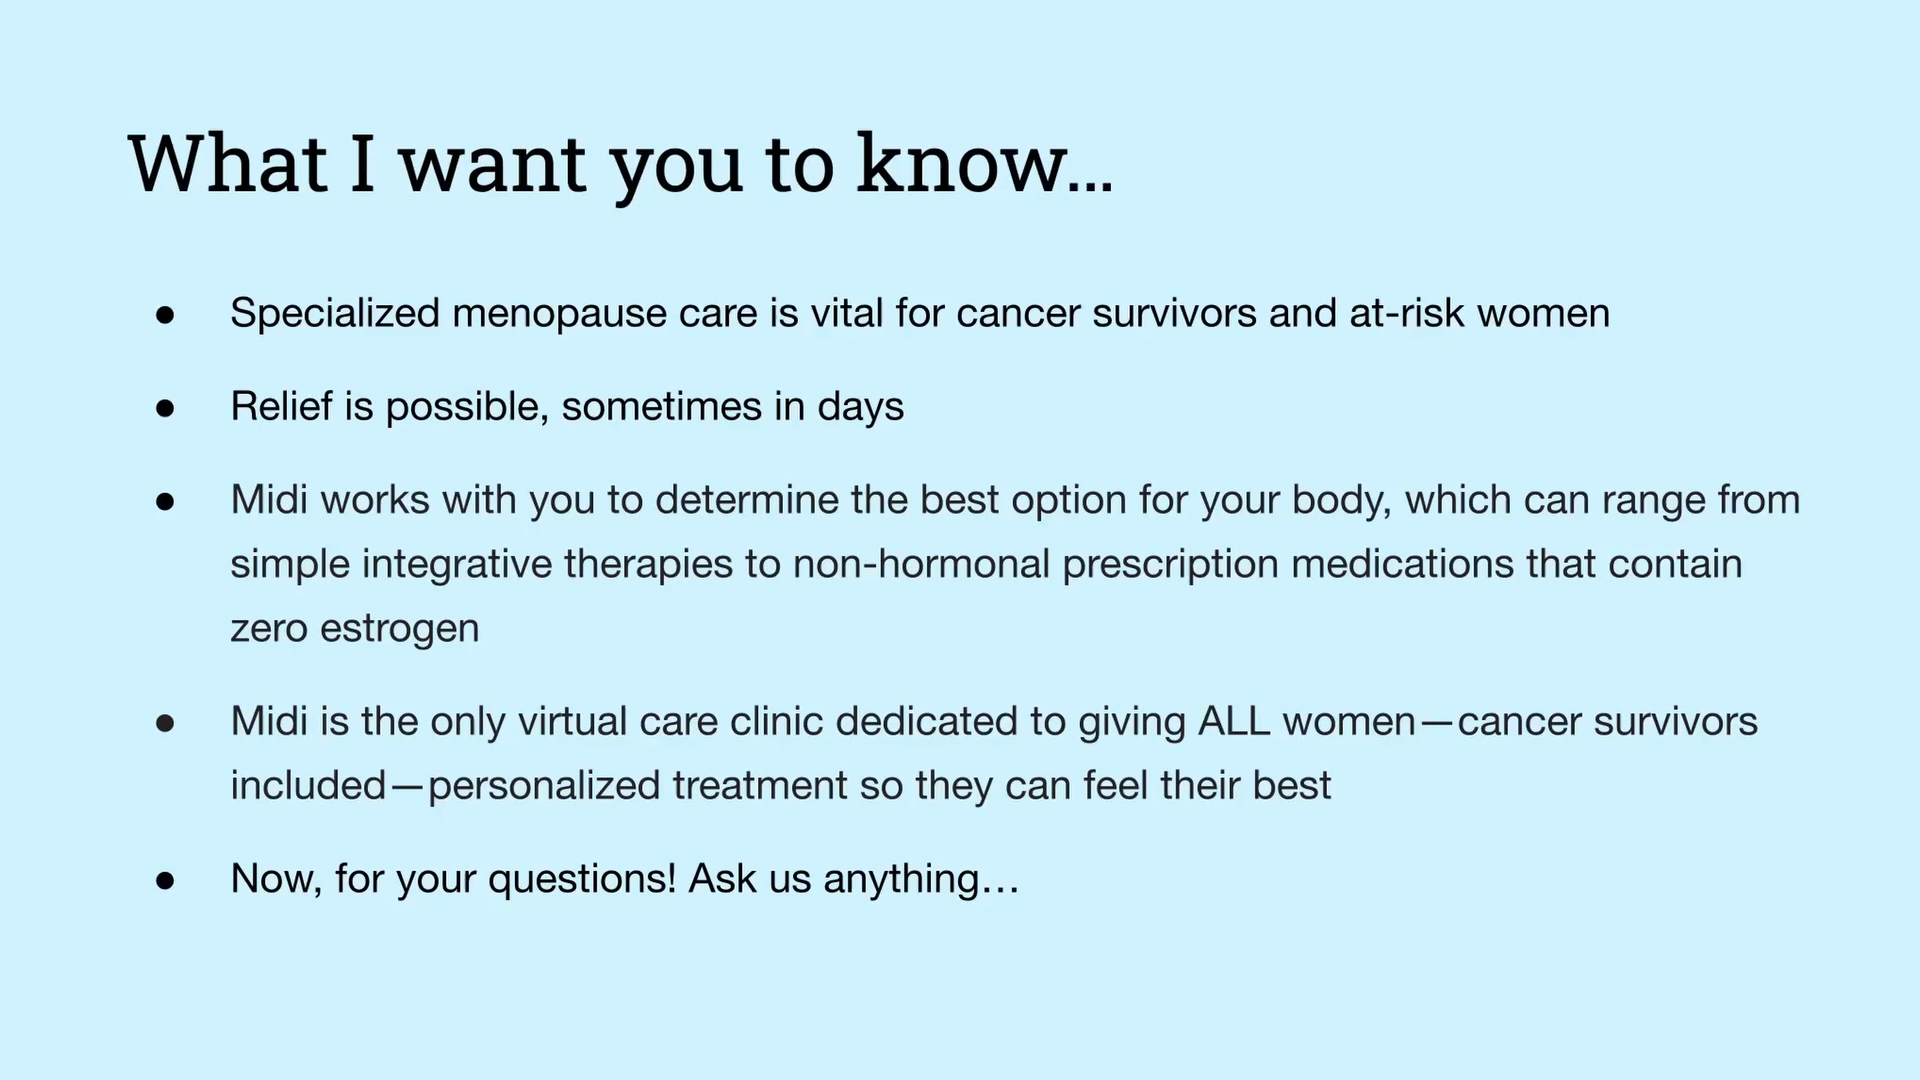 What I want you to know...
● Specialized menopause care is vital for cancer survivors and at-risk women
● Relief is possible, sometimes in days
● Midi works with you to determine the best option for your body, which can range from
simple integrative therapies to non-hormonal prescription medications that contain
zero estrogen
● Midi is the only virtual care clinic dedicated to giving ALL women—cancer survivors
included—personalized treatment so they can feel their best
● Now, for your questions! Ask us anything…